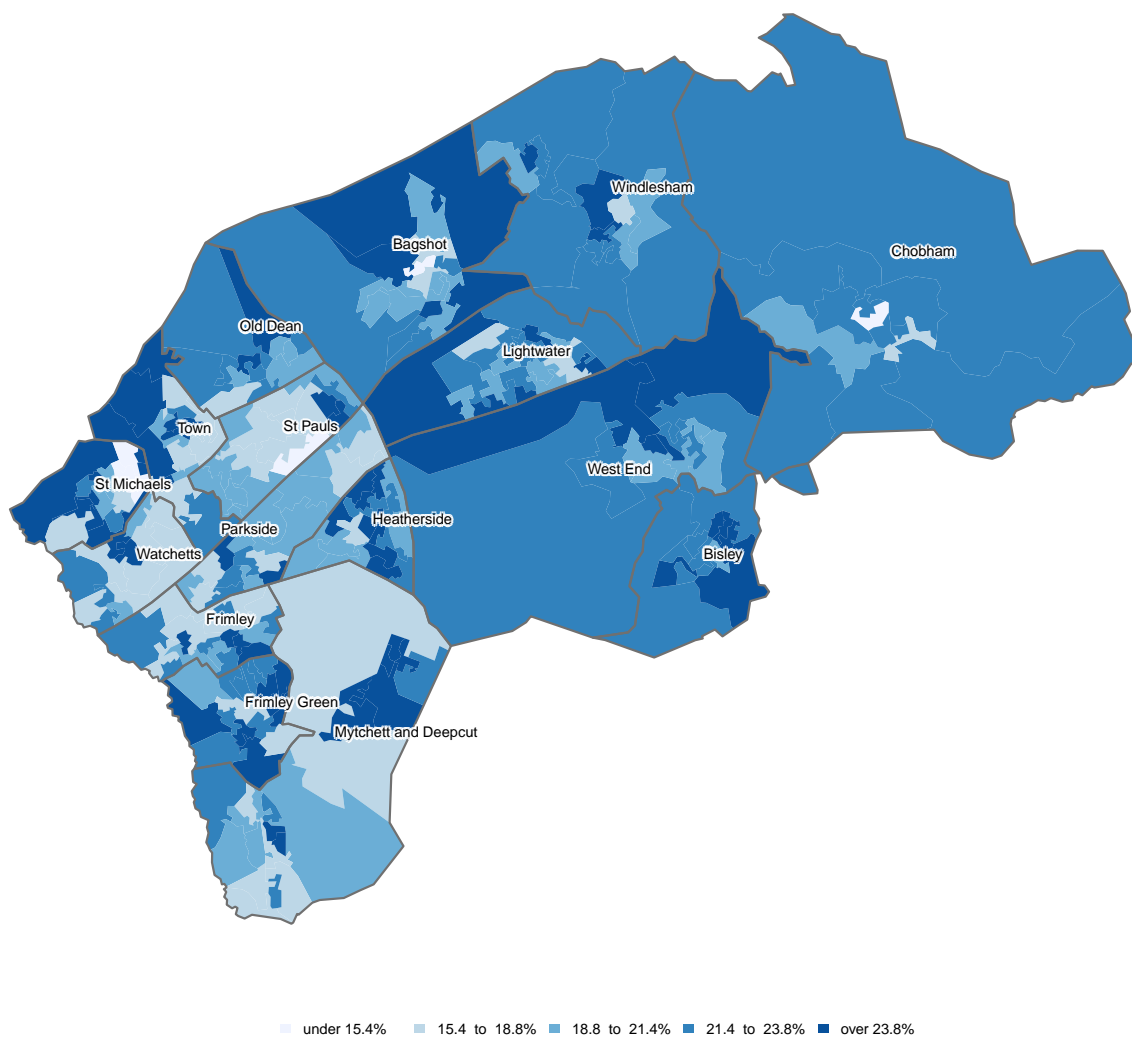 Windlesham
Bagshot
Chobham
Old Dean
Lightwater
Town
St Pauls
West End
St Michaels
Heatherside
Parkside
Watchetts
Bisley
Frimley
Frimley Green
Mytchett and Deepcut
under 15.4% 15.4 to 18.8% 18.8 to 21.4% 21.4 to 23.8% over 23.8%